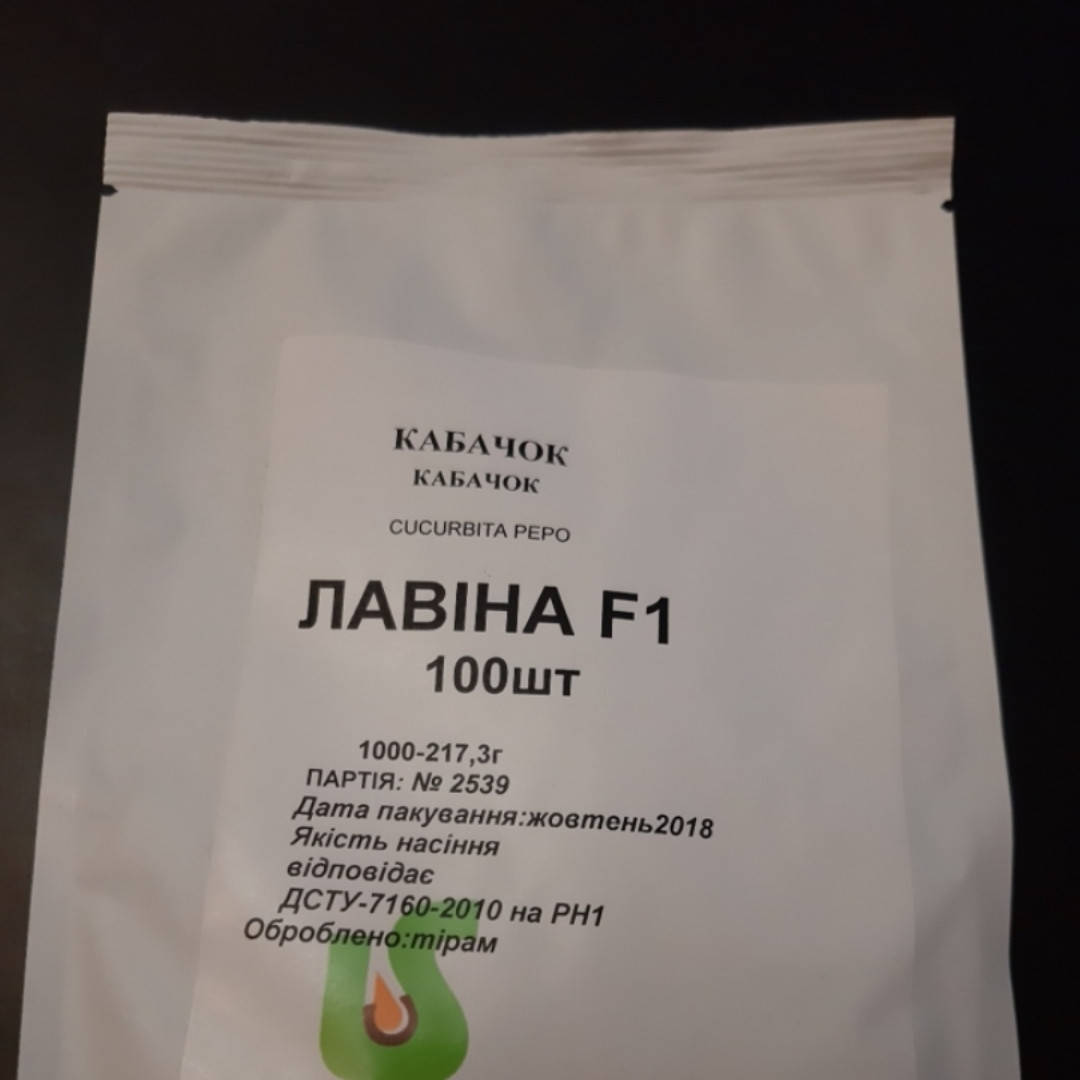 КАБАЧОК
КАБАЧОК
CUCURBITA PEPO
ЛАВІНА F1
100шт
1000-217,3г
ПАРТІЯ: № 2539
Дата пакування:жовтень2018
Якість насіння
відповідає
ДСТУ-7160-2010 на РН1
Оброблено:тірам